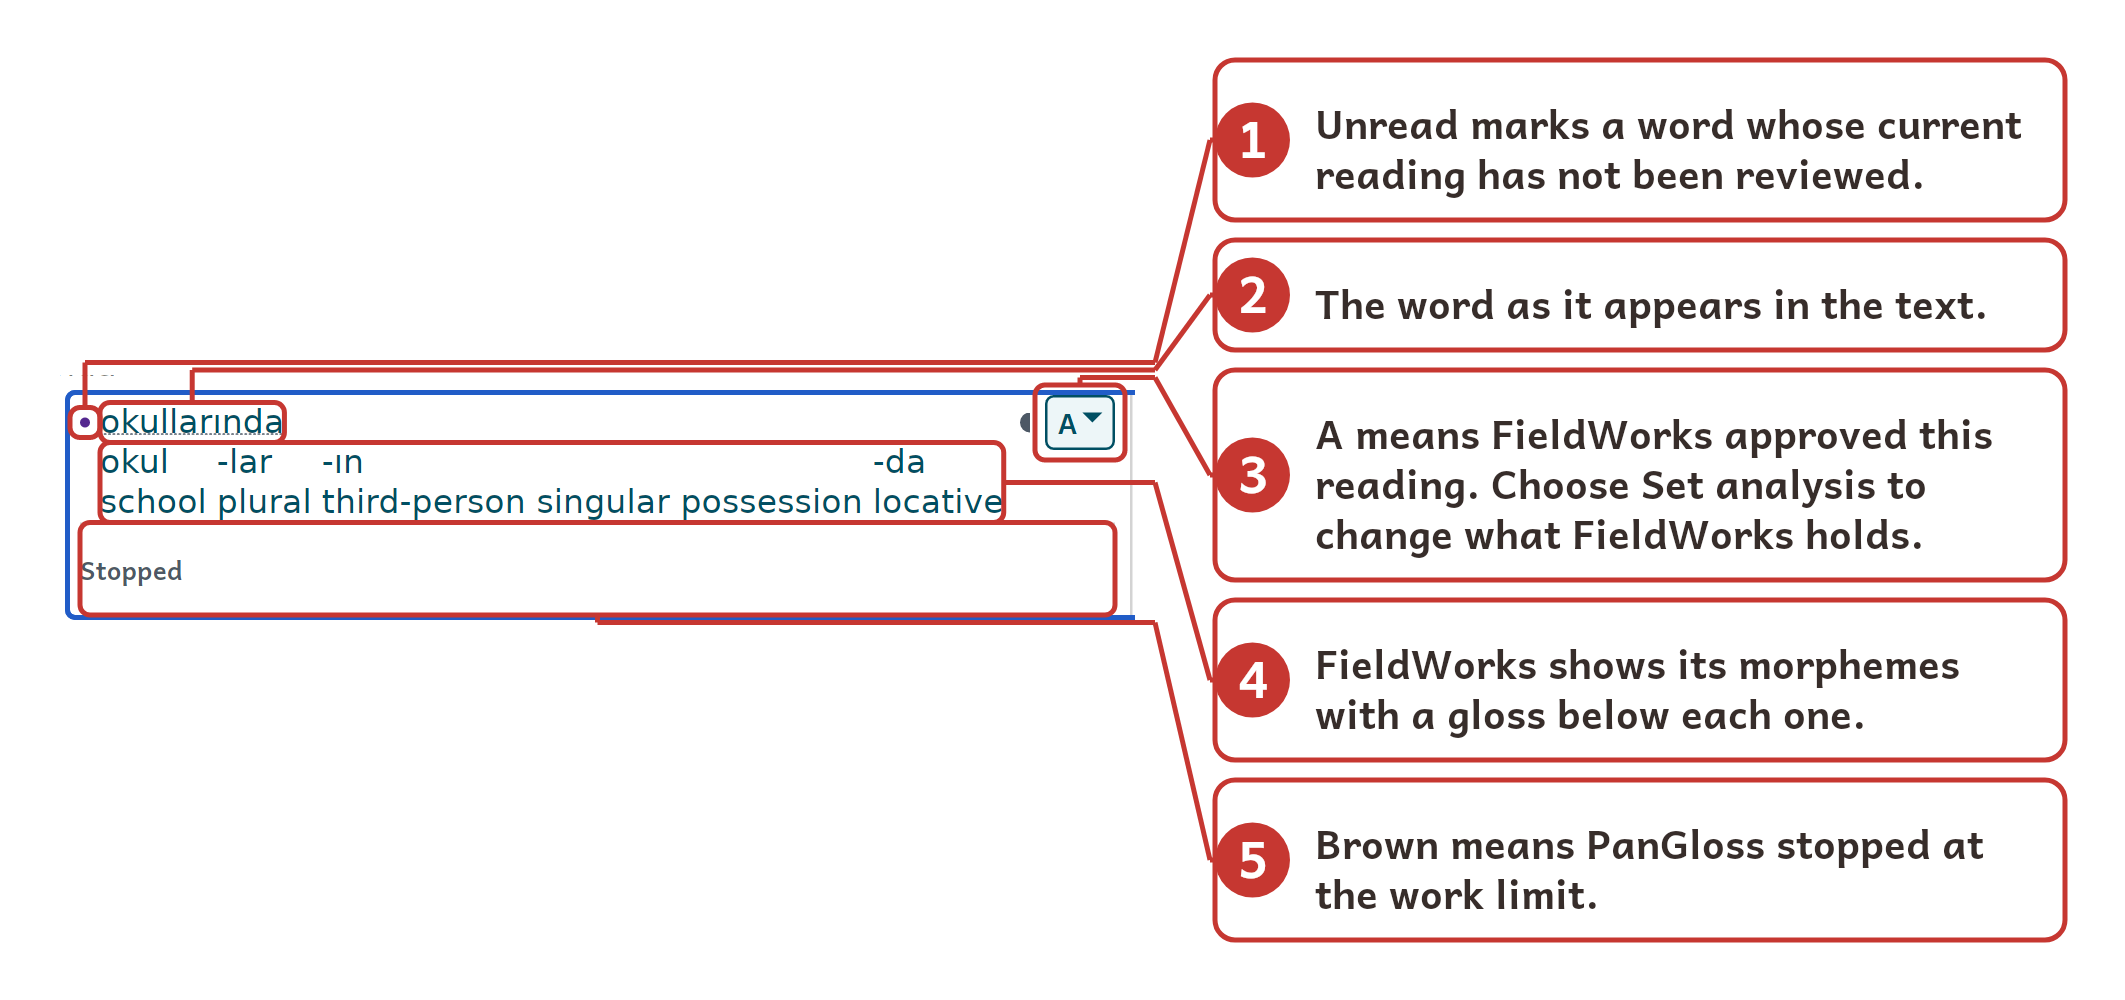 okullarında
A
okul -lar -ın -da
school plural third-person singular possession locative
Stopped
1 Unread marks a word whose current
reading has not been reviewed.
2 The word as it appears in the text.
3 A means FieldWorks approved this
reading. Choose Set analysis to
change what FieldWorks holds.
4 FieldWorks shows its morphemes
with a gloss below each one.
5 Brown means PanGloss stopped at
the work limit.